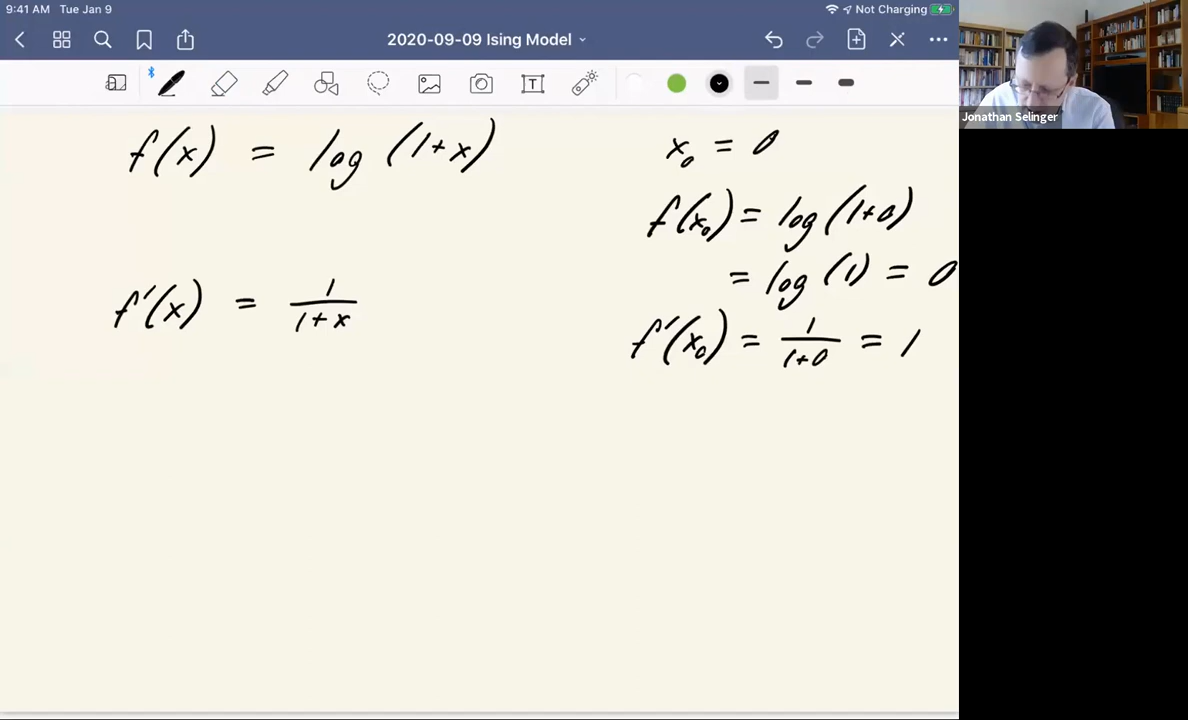 9:41 AM Tue Jan 9
Not Charging
2020-09-09 Ising Model
T
Jonathan Selinger
f(x) = log (1+x)
x₀ = 0
f(x₀) = log (1+0)
= log (1) = 0
f'(x) = 1/(1+x)
f'(x₀) = 1/(1+0) = 1